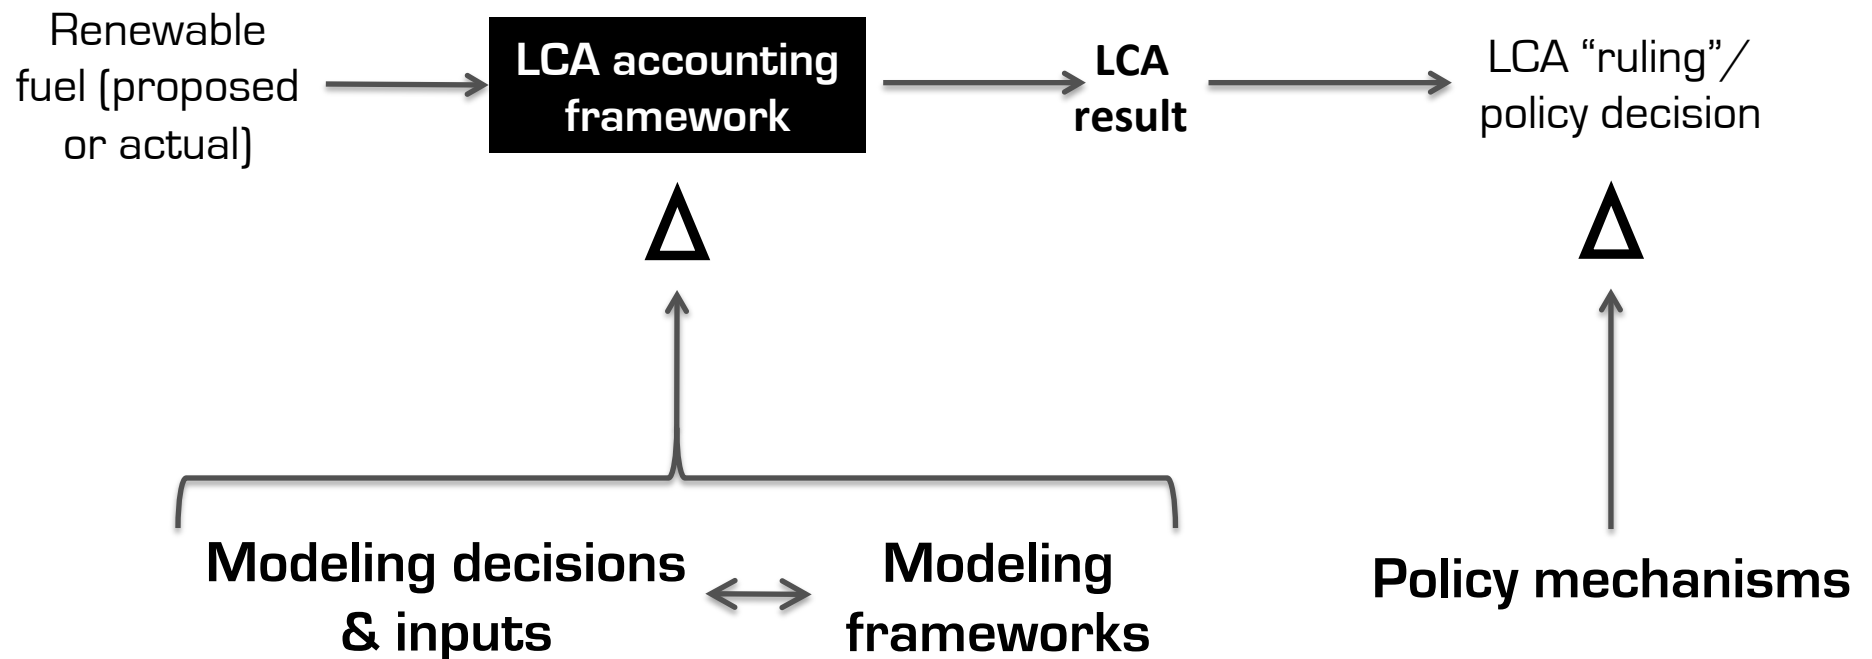 Renewable
fuel (proposed
or actual)
LCA accounting
framework
LCA
result
LCA “ruling”/
policy decision
Δ
Δ
Modeling decisions
& inputs
Modeling
frameworks
Policy mechanisms